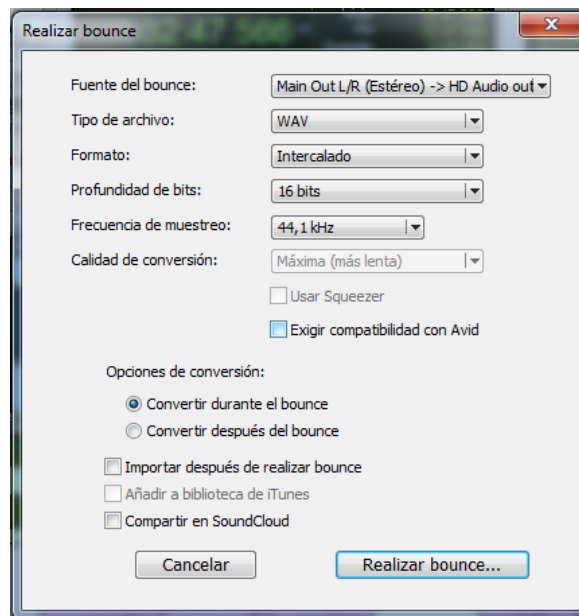 Realizar bounce
Fuente del bounce: Main Out L/R (Estéreo) -> HD Audio out
Tipo de archivo: WAV
Formato: Intercalado
Profundidad de bits: 16 bits
Frecuencia de muestreo: 44,1 kHz
Calidad de conversión: Máxima (más lenta)
Usar Squeezer
Exigir compatibilidad con Avid
Opciones de conversión:
Convertir durante el bounce
Convertir después del bounce
Importar después de realizar bounce
Añadir a biblioteca de iTunes
Compartir en SoundCloud
Cancelar Realizar bounce...